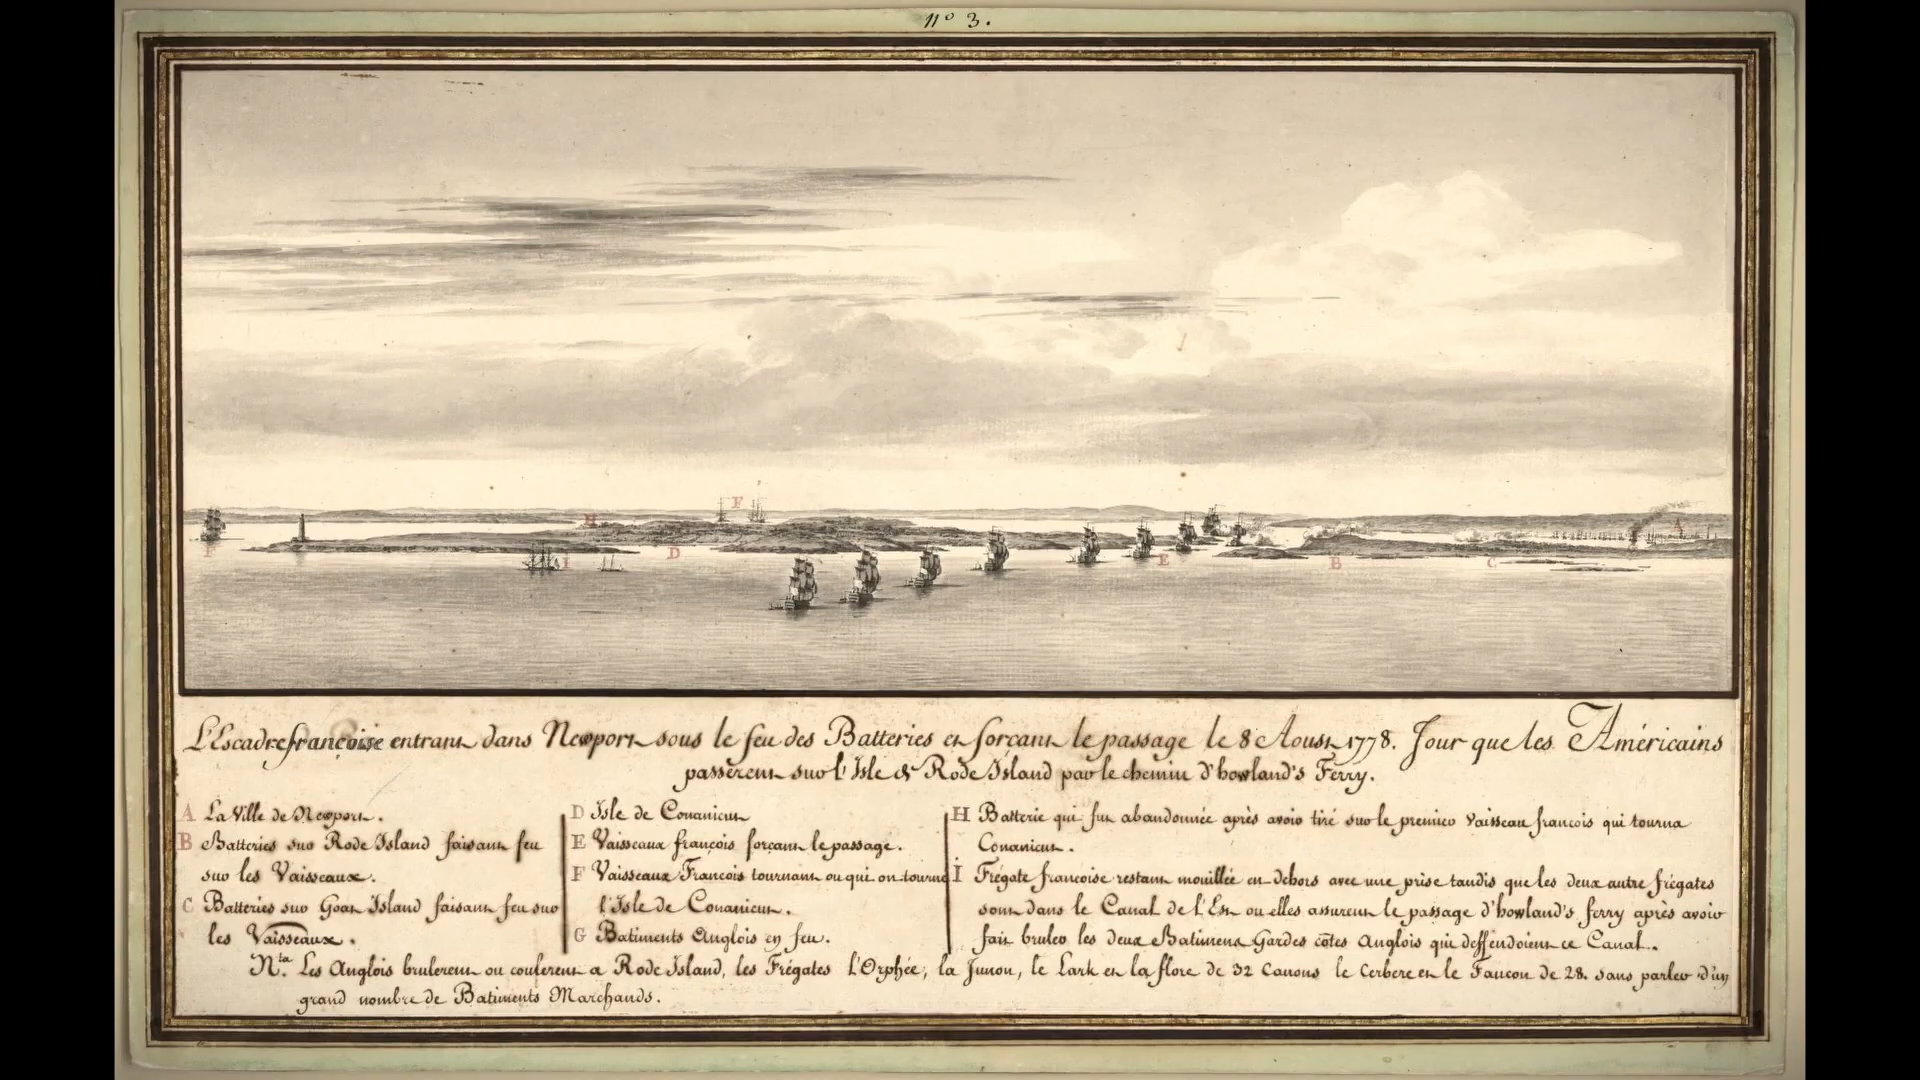 nº 3.
F
H
F
D
I
E
B
C
A
L'Escadre françoise entrant dans Newport sous le feu des Batteries et forçant le passage le 8 Aoust 1778. Jour que les Américains
passerent sur l'Isle de Rode Island par le chemin d'howland's Ferry.
A La Ville de Newport.
B Batteries sur Rode Island faisant feu
sur les Vaisseaux.
C Batteries sur Goat Island faisant feu sur
les Vaisseaux.
D Isle de Conanicut
E Vaisseaux françois forçant le passage.
F Vaisseaux François tournant ou qui ont tourné
l'Isle de Conanicut.
G Batiments Anglois en feu.
H Batterie qui fut abandonnée après avoir tiré sur le premier Vaisseau francois qui tourna
Conanicut.
I Frégate francoise restant mouillée en dehors avec une prise tandis que les deux autre frégates
sont dans le Canal de l'Est ou elles assurent le passage d'howland's ferry après avoir
fait bruler les deux Batimens Gardes côtes Anglois qui deffendoient ce Canal.
Nta. Les Anglois brulerent ou coulerent a Rode Island, les Frégates l'Orphée, la Junon, le Lark et la flore de 32 Canons le Cerbere et le Faucon de 28. sans parler d'un
grand nombre de Batiments Marchands.